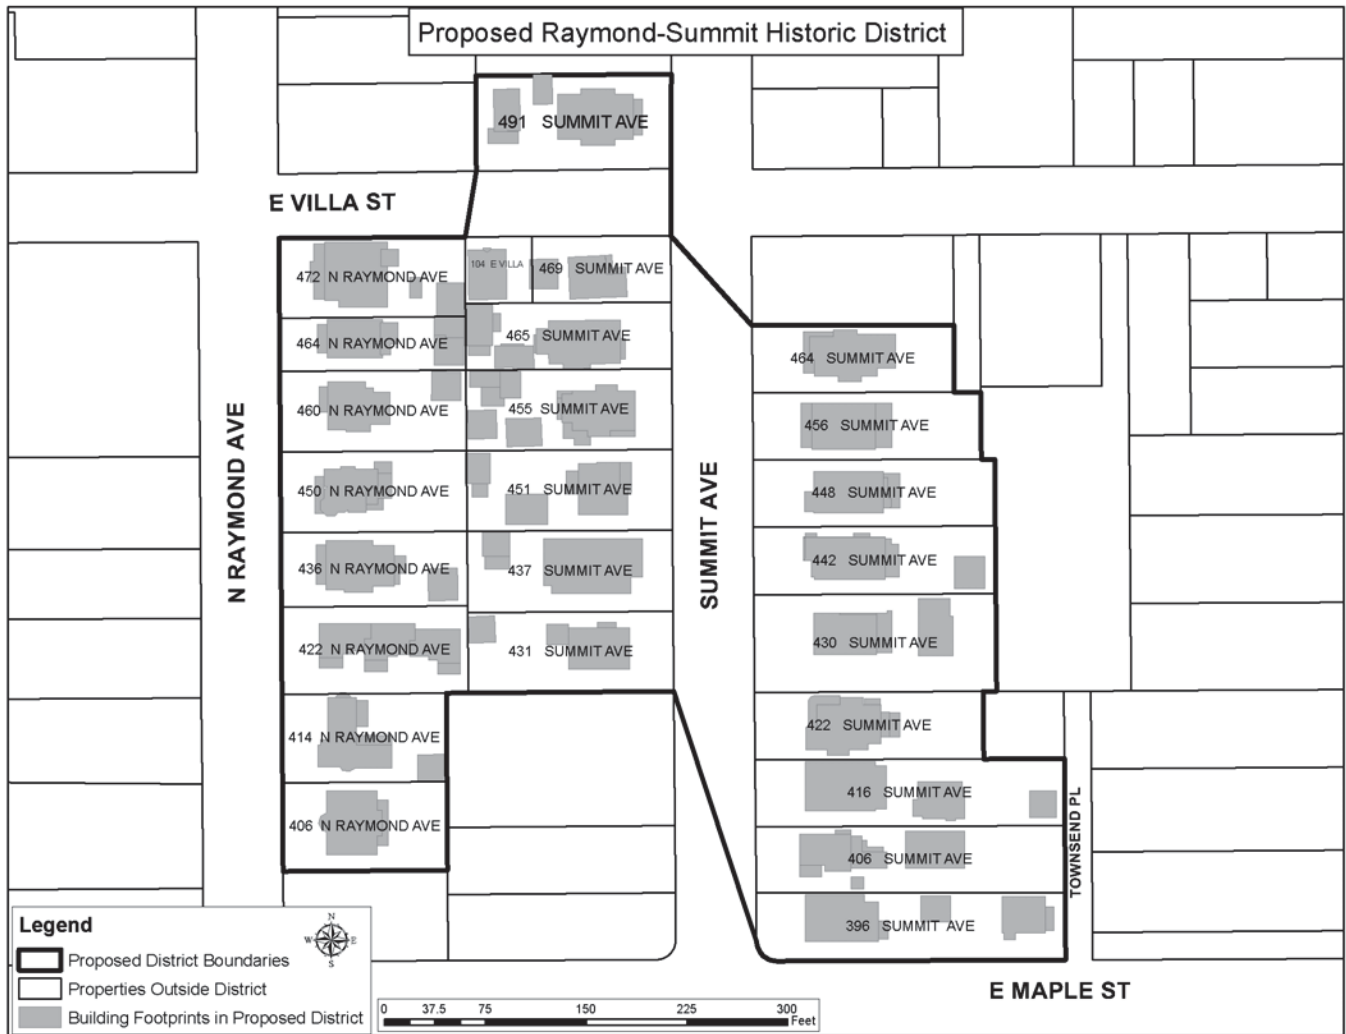 Proposed Raymond-Summit Historic District
491 SUMMIT AVE
E VILLA ST
472 N RAYMOND AVE
104 E VILLA
469 SUMMIT AVE
464 N RAYMOND AVE
465 SUMMIT AVE
464 SUMMIT AVE
460 N RAYMOND AVE
455 SUMMIT AVE
456 SUMMIT AVE
N RAYMOND AVE
450 N RAYMOND AVE
451 SUMMIT AVE
SUMMIT AVE
448 SUMMIT AVE
436 N RAYMOND AVE
437 SUMMIT AVE
442 SUMMIT AVE
422 N RAYMOND AVE
431 SUMMIT AVE
430 SUMMIT AVE
414 N RAYMOND AVE
422 SUMMIT AVE
416 SUMMIT AVE
406 N RAYMOND AVE
406 SUMMIT AVE
TOWNSEND PL
396 SUMMIT AVE
E MAPLE ST
Legend
N
W E
S
Proposed District Boundaries
Properties Outside District
Building Footprints in Proposed District
0 37.5 75 150 225 300
Feet